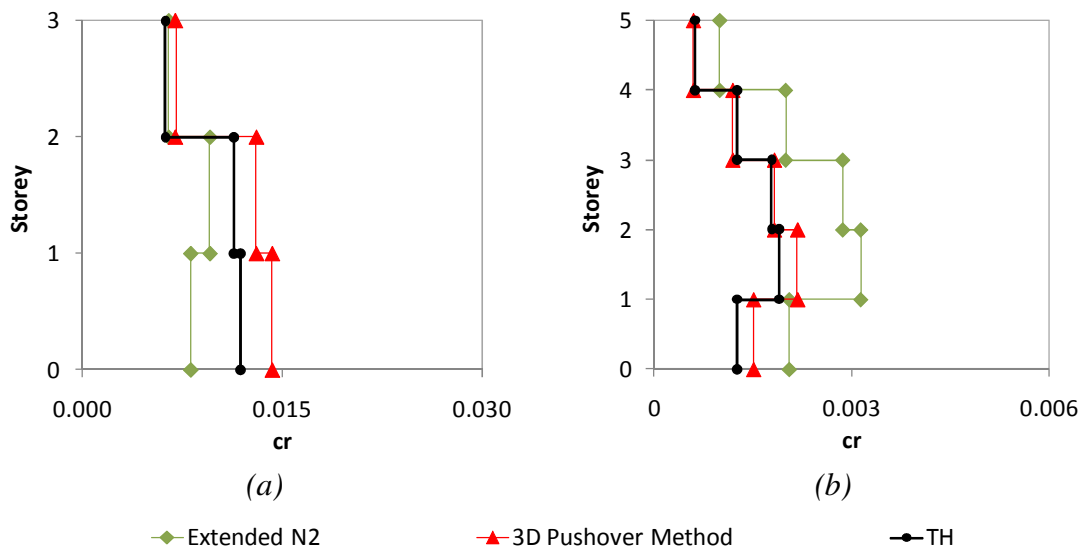 3
2
1
0
Storey
0.000
0.015
0.030
cr
(a)
5
4
3
2
1
0
Storey
0
0.003
0.006
cr
(b)
Extended N2
3D Pushover Method
TH